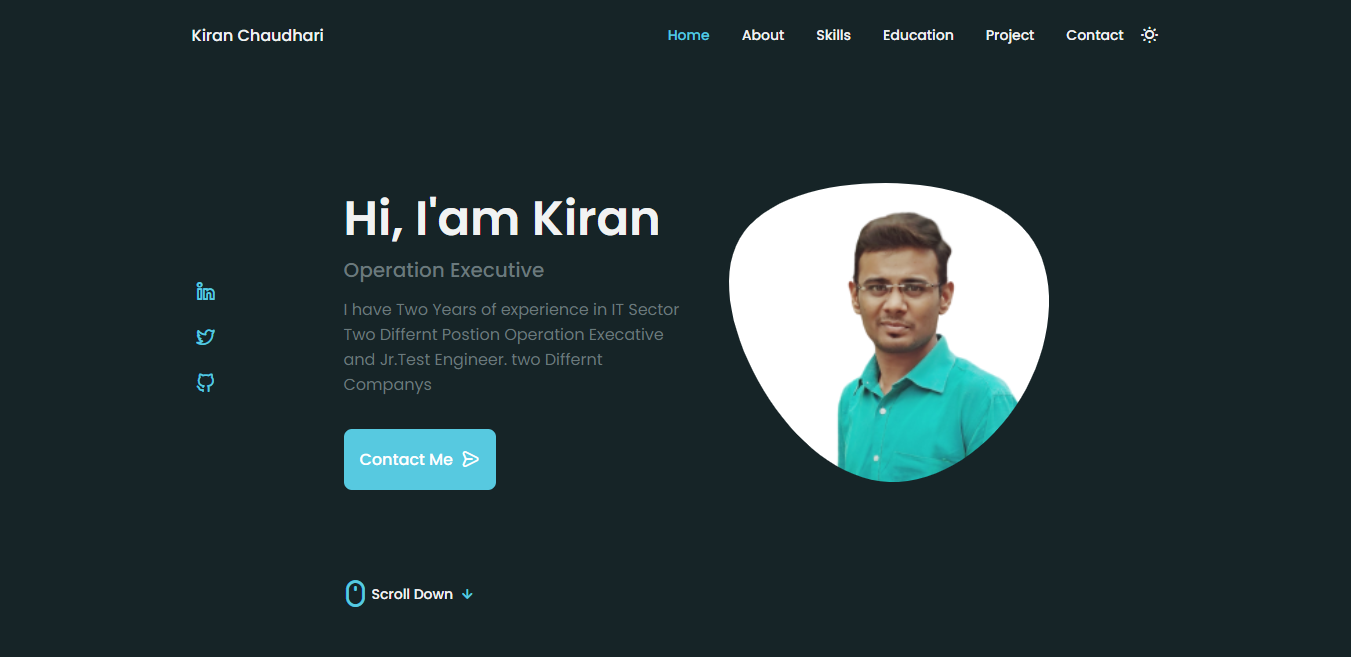 Kiran Chaudhari
Home About Skills Education Project Contact
Hi, I'am Kiran
Operation Executive
I have Two Years of experience in IT Sector
Two Differnt Postion Operation Execative
and Jr.Test Engineer. two Differnt
Companys
Contact Me
Scroll Down